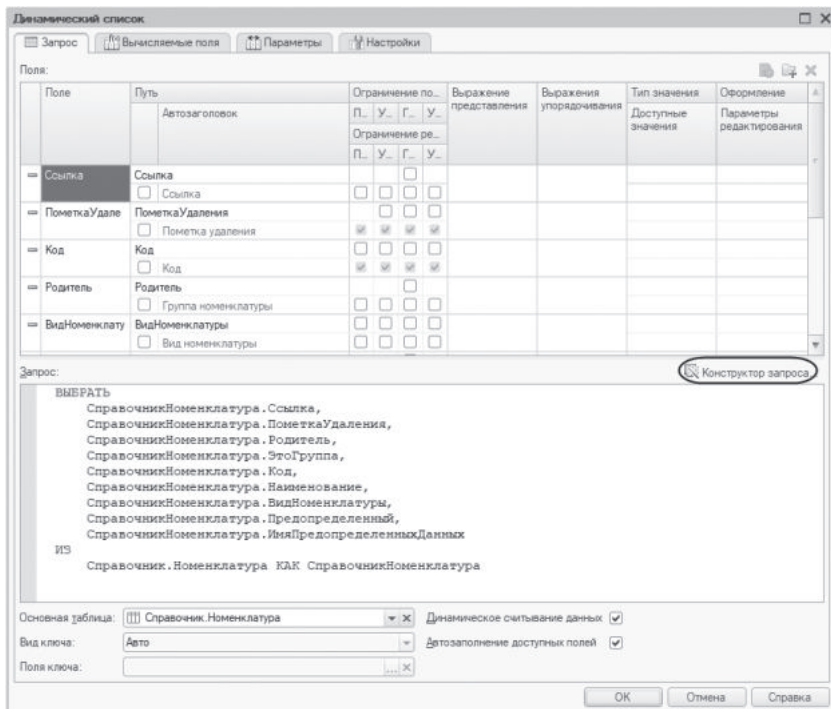 Динамический список
Запрос Вычисляемые поля Параметры Настройки
Поля:
Поле Путь Ограничение по... Выражение представления Выражения упорядочивания Тип значения Оформление
Автозаголовок П... У... Г... У... Доступные значения Параметры редактирования
Ограничение ре...
П... У... Г... У...
Ссылка Ссылка
Ссылка
ПометкаУдале ПометкаУдаления
Пометка удаления
Код Код
Код
Родитель Родитель
Группа номенклатуры
ВидНоменклату ВидНоменклатуры
Вид номенклатуры
Запрос: Конструктор запроса...
ВЫБРАТЬ
СправочникНоменклатура.Ссылка,
СправочникНоменклатура.ПометкаУдаления,
СправочникНоменклатура.Родитель,
СправочникНоменклатура.ЭтоГруппа,
СправочникНоменклатура.Код,
СправочникНоменклатура.Наименование,
СправочникНоменклатура.ВидНоменклатуры,
СправочникНоменклатура.Предопределенный,
СправочникНоменклатура.ИмяПредопределенныхДанных
ИЗ
Справочник.Номенклатура КАК СправочникНоменклатура
Основная таблица: Справочник.Номенклатура Динамическое считывание данных
Вид ключа: Авто Автозаполнение доступных полей
Поля ключа: ...
ОК Отмена Справка